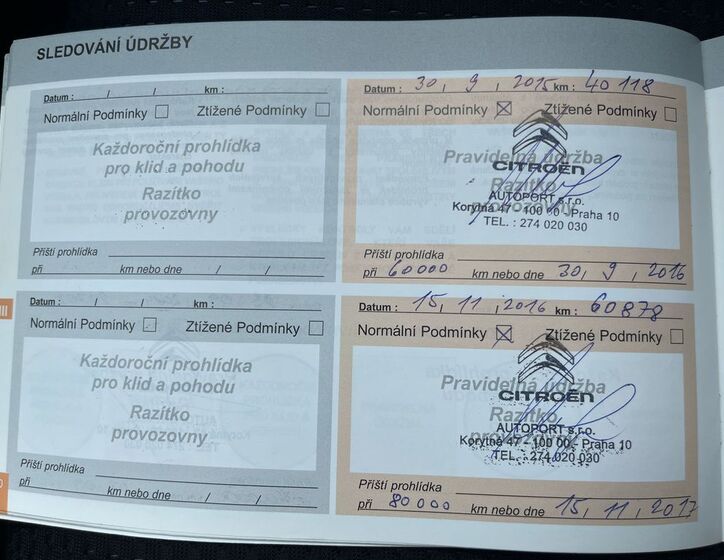 SLEDOVÁNÍ ÚDRŽBY
Datum : / / km :
Normální Podmínky Ztížené Podmínky
Každoroční prohlídka
pro klid a pohodu
Razítko
provozovny
Příští prohlídka
při km nebo dne / /
Datum : 30, 9, 2015 km : 40 118
Normální Podmínky Ztížené Podmínky
Pravidelná údržba
Razítko
provozovny
CITROËN
AUTOPORT s.r.o.
Korytná 47 - 100 00 - Praha 10
TEL. : 274 020 030
Příští prohlídka
při 60000 km nebo dne 30, 9, 2016
Datum : / / km :
Normální Podmínky Ztížené Podmínky
Každoroční prohlídka
pro klid a pohodu
Razítko
provozovny
Příští prohlídka
při km nebo dne / /
Datum : 15, 11, 2016 km : 60878
Normální Podmínky Ztížené Podmínky
Pravidelná údržba
Razítko
provozovny
CITROËN
AUTOPORT s.r.o.
Korytná 47 - 100 00 - Praha 10
TEL. : 274 020 030
Příští prohlídka
při 80000 km nebo dne 15, 11, 2017
III